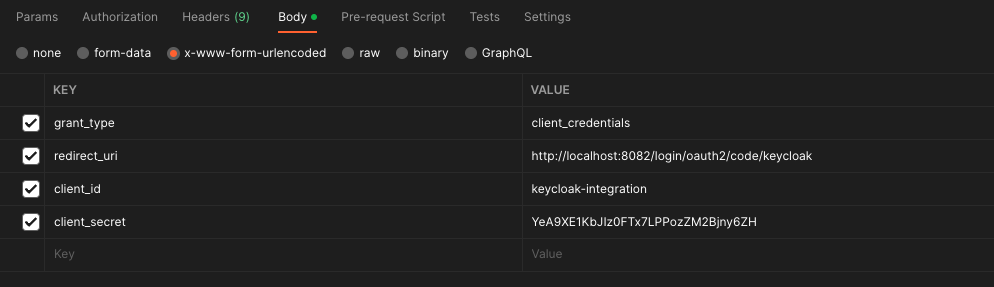 Params Authorization Headers (9) Body Pre-request Script Tests Settings
none form-data x-www-form-urlencoded raw binary GraphQL
KEY VALUE
grant_type client_credentials
redirect_uri http://localhost:8082/login/oauth2/code/keycloak
client_id keycloak-integration
client_secret YeA9XE1KbJIz0FTx7LPPozZM2Bjny6ZH
Key Value